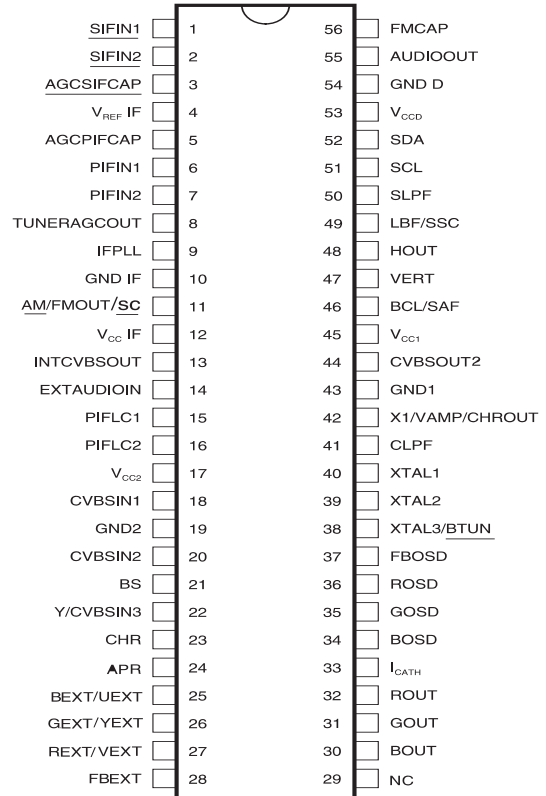 SIFIN1 1 56 FMCAP
SIFIN2 2 55 AUDIOOUT
AGCSIFCAP 3 54 GND D
VREF IF 4 53 VCCD
AGCPIFCAP 5 52 SDA
PIFIN1 6 51 SCL
PIFIN2 7 50 SLPF
TUNERAGCOUT 8 49 LBF/SSC
IFPLL 9 48 HOUT
GND IF 10 47 VERT
AM/FMOUT/SC 11 46 BCL/SAF
VCC IF 12 45 VCC1
INTCVBSOUT 13 44 CVBSOUT2
EXTAUDIOIN 14 43 GND1
PIFLC1 15 42 X1/VAMP/CHROUT
PIFLC2 16 41 CLPF
VCC2 17 40 XTAL1
CVBSIN1 18 39 XTAL2
GND2 19 38 XTAL3/BTUN
CVBSIN2 20 37 FBOSD
BS 21 36 ROSD
Y/CVBSIN3 22 35 GOSD
CHR 23 34 BOSD
APR 24 33 ICATH
BEXT/UEXT 25 32 ROUT
GEXT/YEXT 26 31 GOUT
REXT/VEXT 27 30 BOUT
FBEXT 28 29 NC